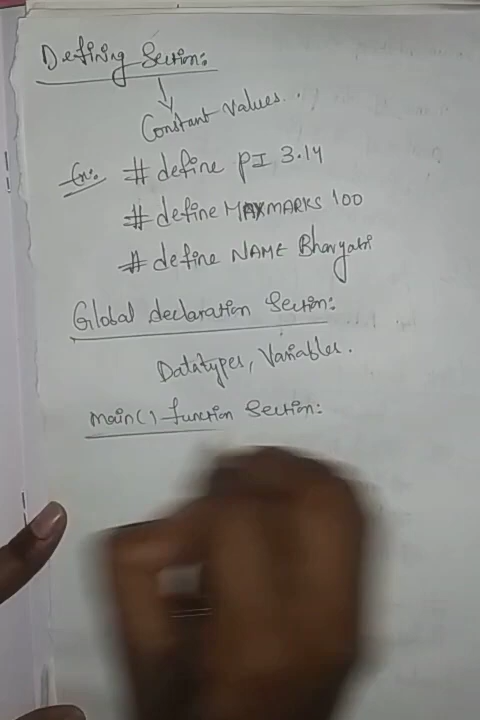 Defining Section:
Constant Values..
Ex:
# define PI 3.14
# define MAXMARKS 100
# define NAME Bhargavi
Global declaration Section:
Datatypes, Variables.
main() function Section: